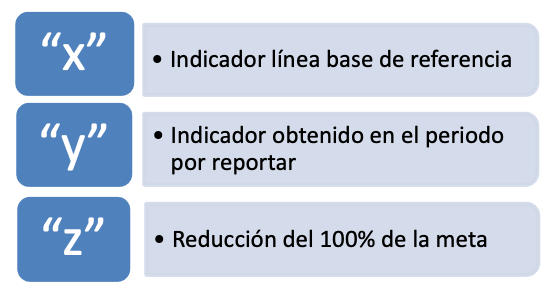 “x”
• Indicador línea base de referencia
“y”
• Indicador obtenido en el periodo
por reportar
“z”
• Reducción del 100% de la meta